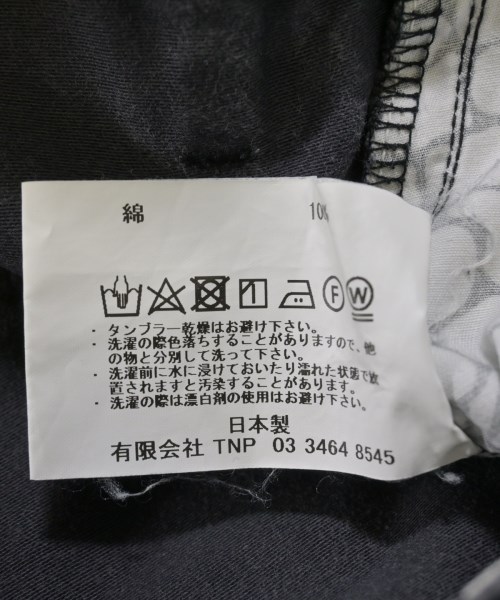 綿
F W
・タンブラー乾燥はお避け下さい。
・洗濯の際色落ちすることがありますので、他
の物と分別して洗って下さい。
・洗濯前に水に浸けておいたり濡れた状態で放
置されますと汚染することがあります。
・洗濯の際は漂白剤の使用はお避け下さい。
日本製
有限会社 TNP 03 3464 8545